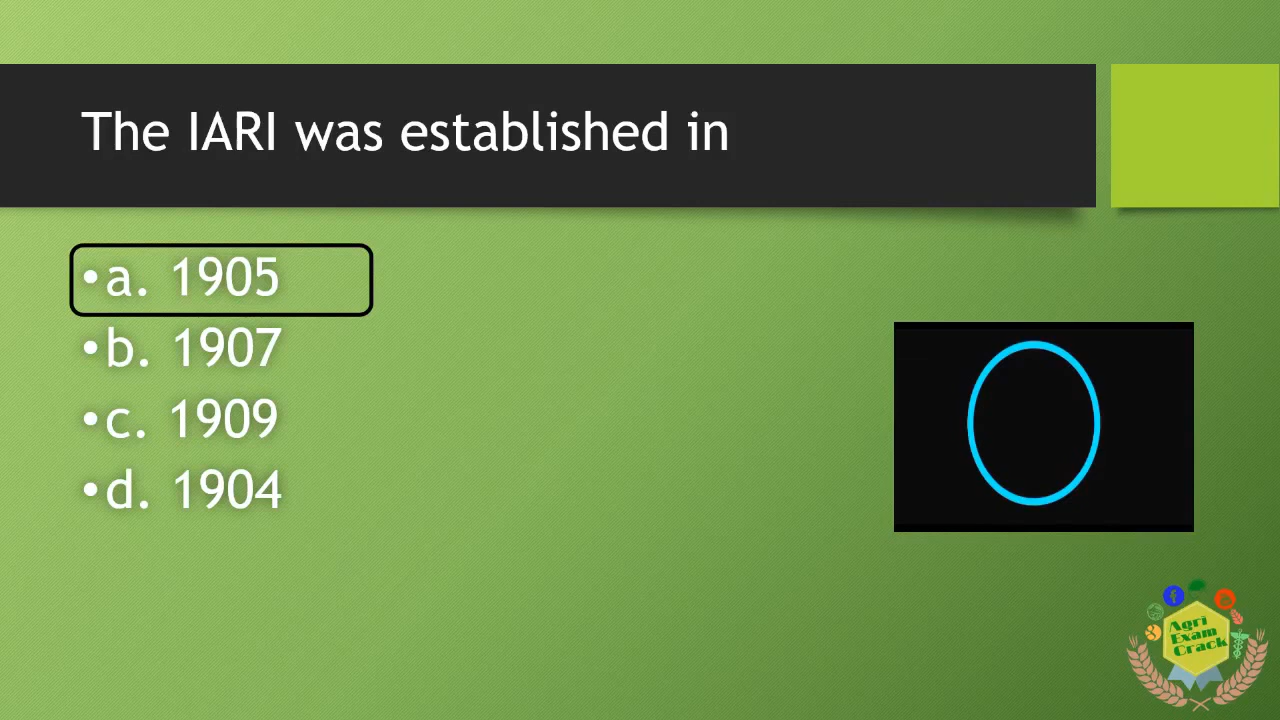 The IARI was established in
•a. 1905
•b. 1907
•c. 1909
•d. 1904
Agri
Exam
Crack